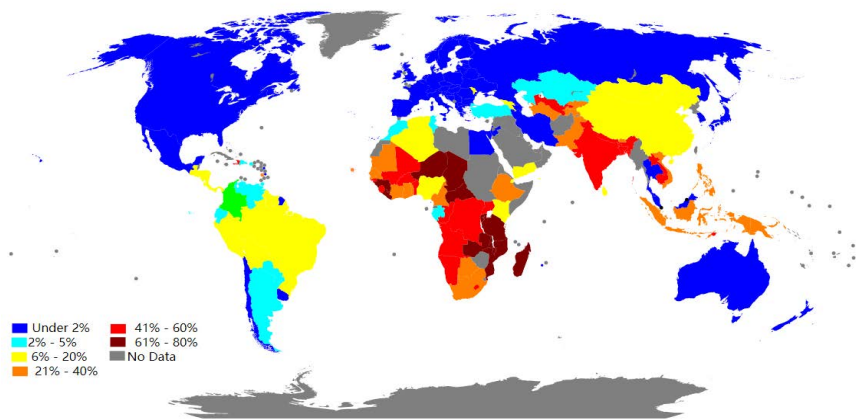 Under 2%
2% - 5%
6% - 20%
21% - 40%
41% - 60%
61% - 80%
No Data